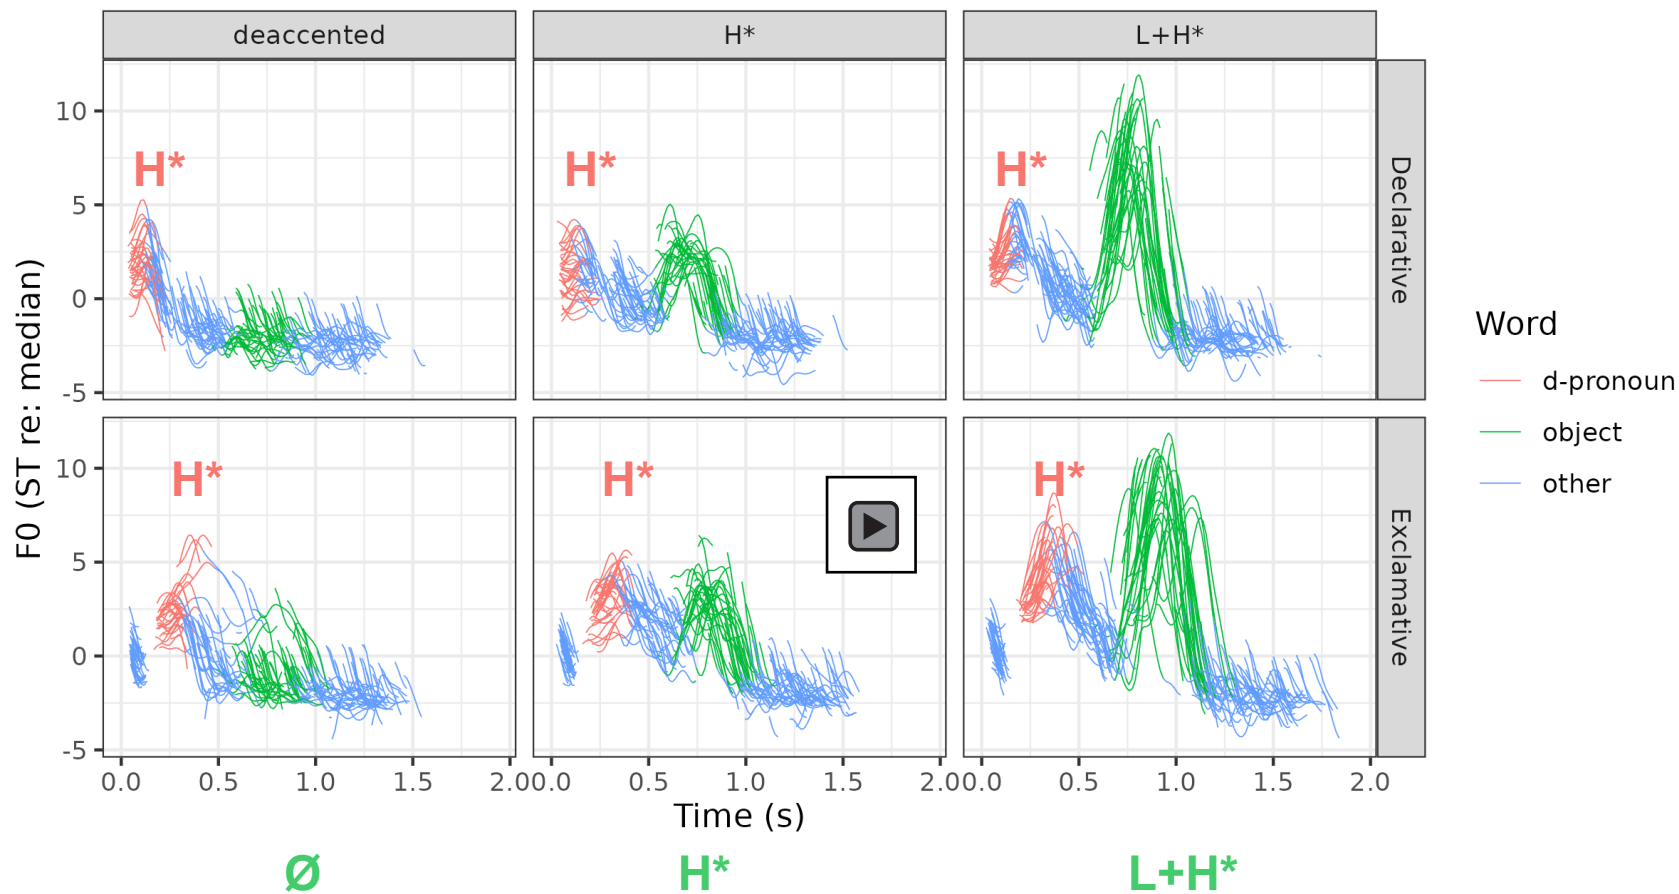 deaccented H* L+H*
10
5
0
-5
H* H* H*
Declarative
10
5
0
-5
H* H* H*
Exclamative
F0 (ST re: median)
0.0 0.5 1.0 1.5 2.0 0.0 0.5 1.0 1.5 2.0 0.0 0.5 1.0 1.5 2.0
Time (s)
Word
d-pronoun
object
other
Ø H* L+H*